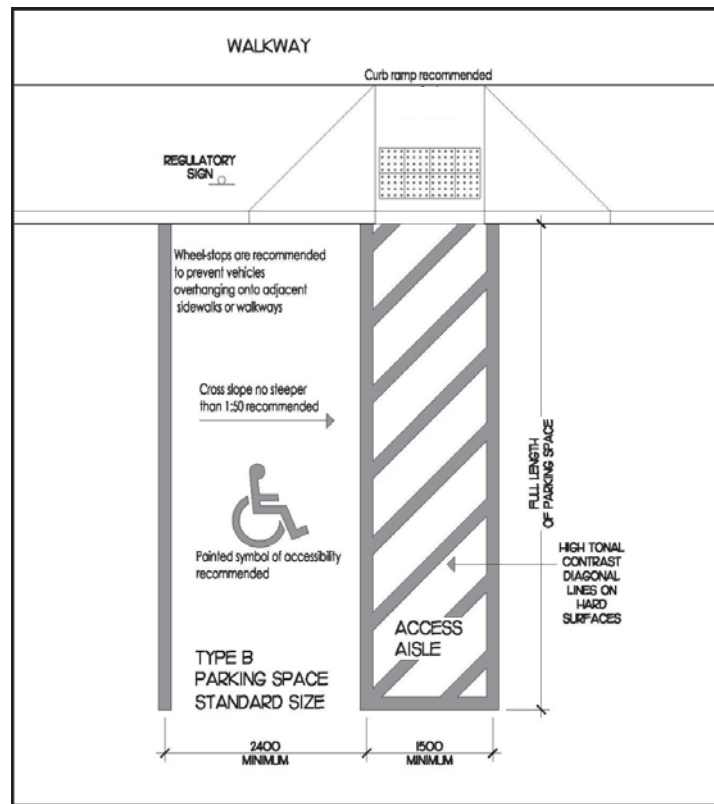 WALKWAY
Curb ramp recommended
REGULATORY
SIGN
Wheel-stops are recommended
to prevent vehicles
overhanging onto adjacent
sidewalks or walkways
Cross slope no steeper
than 1:50 recommended
FULL LENGTH
OF PARKING SPACE
Painted symbol of accessibility
recommended
HIGH TONAL
CONTRAST
DIAGONAL
LINES ON
HARD
SURFACES
ACCESS
AISLE
TYPE B
PARKING SPACE
STANDARD SIZE
2400
MINIMUM
1500
MINIMUM